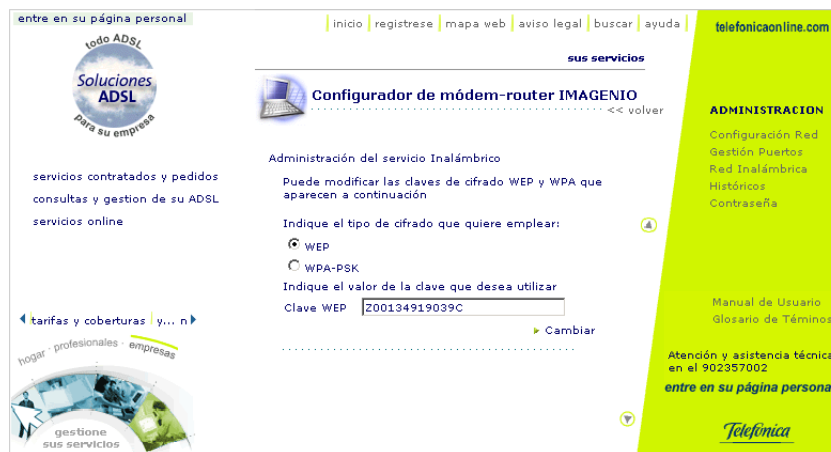 entre en su página personal
inicio registrese mapa web aviso legal buscar ayuda
telefonicaonline.com
todo ADSL
Soluciones
ADSL
para su empresa
sus servicios
Configurador de módem-router IMAGENIO
<< volver
servicios contratados y pedidos
consultas y gestion de su ADSL
servicios online
Administración del servicio Inalámbrico
Puede modificar las claves de cifrado WEP y WPA que
aparecen a continuación
Indique el tipo de cifrado que quiere emplear:
WEP
WPA-PSK
Indique el valor de la clave que desea utilizar
Clave WEP Z00134919039C
Cambiar
ADMINISTRACION
Configuración Red
Gestión Puertos
Red Inalámbrica
Históricos
Contraseña
Manual de Usuario
Glosario de Téminos
Atención y asistencia técnica
en el 902357002
entre en su página persona
Telefónica
tarifas y coberturas y... n
hogar · profesionales · empresas
gestione
sus servicios